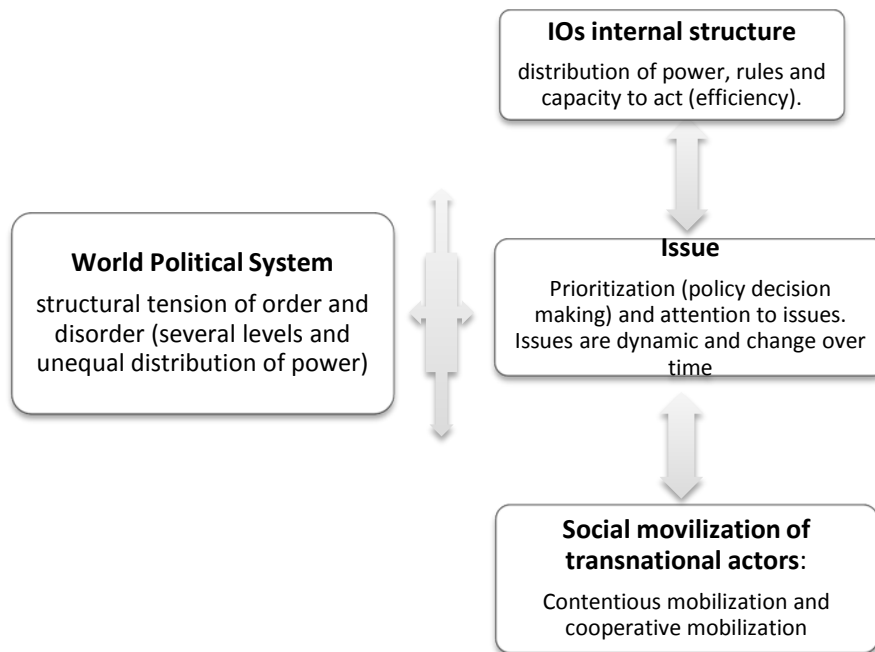 IOs internal structure
distribution of power, rules and
capacity to act (efficiency).
World Political System
structural tension of order and
disorder (several levels and
unequal distribution of power)
Issue
Prioritization (policy decision
making) and attention to issues.
Issues are dynamic and change over
time
Social movilization of
transnational actors:
Contentious mobilization and
cooperative mobilization